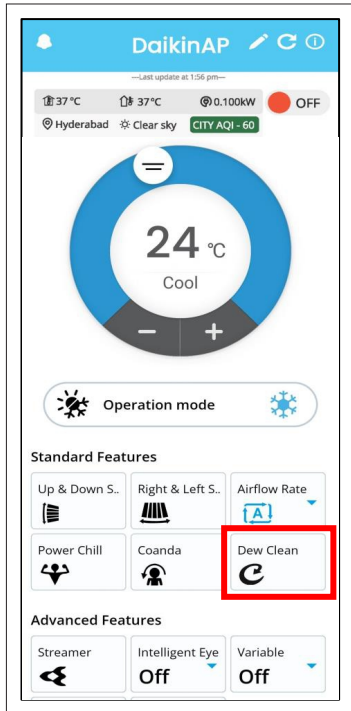 DaikinAP
—Last update at 1:56 pm—
37 °C 37°C 0.100kW OFF
Hyderabad Clear sky CITY AQI - 60
24 °C
Cool
− +
Operation mode
Standard Features
Up & Down S.. Right & Left S.. Airflow Rate
A
Power Chill Coanda Dew Clean
Advanced Features
Streamer Intelligent Eye Variable
Off Off